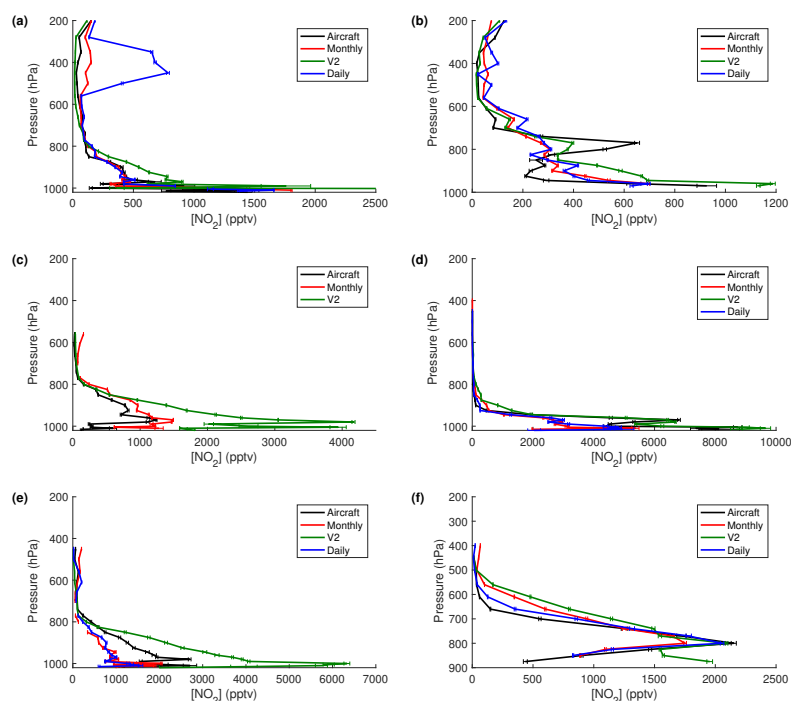 (a)
200
400
600
800
1000
Pressure (hPa)
0
500
1000
1500
2000
2500
[NO2] (pptv)
Aircraft
Monthly
V2
Daily
(b)
200
400
600
800
1000
Pressure (hPa)
0
200
400
600
800
1000
1200
[NO2] (pptv)
Aircraft
Monthly
V2
Daily
(c)
200
400
600
800
1000
Pressure (hPa)
0
1000
2000
3000
4000
[NO2] (pptv)
Aircraft
Monthly
V2
(d)
200
400
600
800
1000
Pressure (hPa)
0
2000
4000
6000
8000
10000
[NO2] (pptv)
Aircraft
Monthly
V2
Daily
(e)
200
400
600
800
1000
Pressure (hPa)
0
1000
2000
3000
4000
5000
6000
7000
[NO2] (pptv)
Aircraft
Monthly
V2
Daily
(f)
200
300
400
500
600
700
800
900
Pressure (hPa)
0
500
1000
1500
2000
2500
[NO2] (pptv)
Aircraft
Monthly
V2
Daily